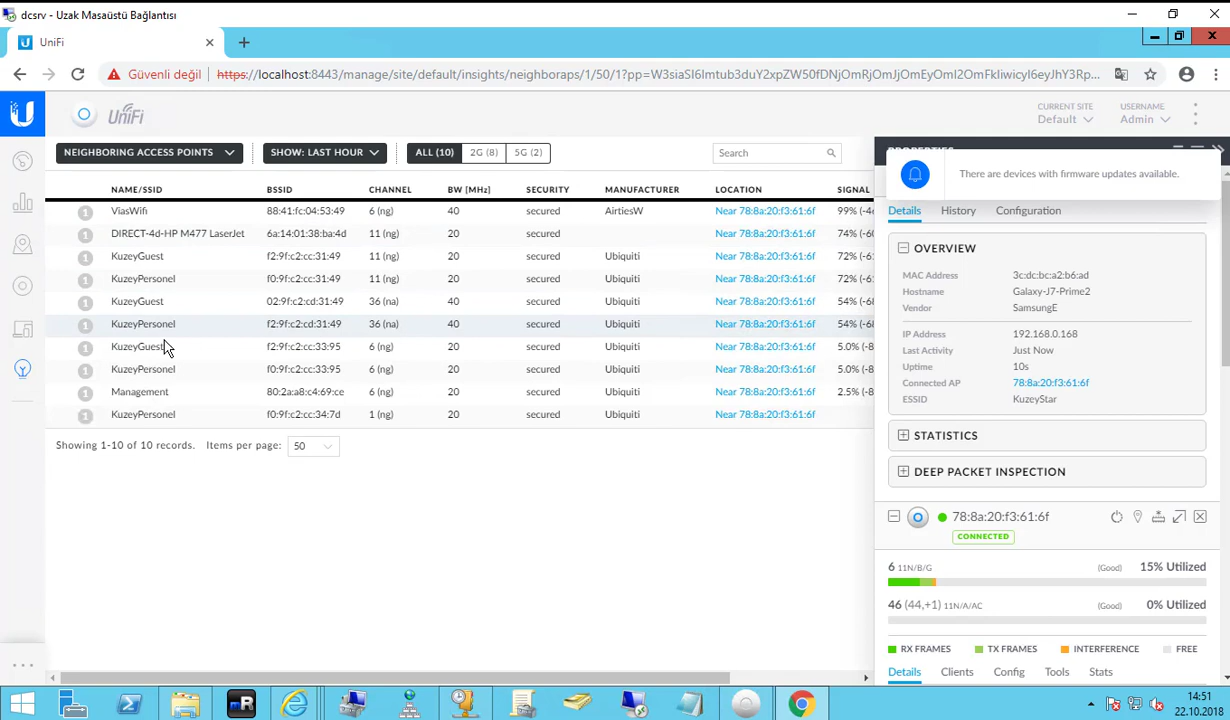 dcsrv - Uzak Masaüstü Bağlantısı
UniFi
Güvenli değil
https://localhost:8443/manage/site/default/insights/neighboraps/1/50/1?pp=W3siaSI6Imtub3duY2xpZW50fDNjOmRjOmJjOmEyOmI2OmFkIiwicyI6eyJhY3Rp...
UniFi
CURRENT SITE
Default
USERNAME
Admin
NEIGHBORING ACCESS POINTS
SHOW: LAST HOUR
ALL (10) 2G (8) 5G (2)
Search
NAME/SSID BSSID CHANNEL BW [MHz] SECURITY MANUFACTURER LOCATION SIGNAL
1 ViasWifi 88:41:fc:04:53:49 6 (ng) 40 secured AirtiesW Near 78:8a:20:f3:61:6f 99%
1 DIRECT-4d-HP M477 LaserJet 6a:14:01:38:ba:4d 11 (ng) 20 secured Near 78:8a:20:f3:61:6f 74%
1 KuzeyGuest f2:9f:c2:cc:31:49 11 (ng) 20 secured Ubiquiti Near 78:8a:20:f3:61:6f 72%
1 KuzeyPersonel f0:9f:c2:cc:31:49 11 (ng) 20 secured Ubiquiti Near 78:8a:20:f3:61:6f 72%
1 KuzeyGuest 02:9f:c2:cd:31:49 36 (na) 40 secured Ubiquiti Near 78:8a:20:f3:61:6f 54%
1 KuzeyPersonel f2:9f:c2:cd:31:49 36 (na) 40 secured Ubiquiti Near 78:8a:20:f3:61:6f 54%
1 KuzeyGuest f2:9f:c2:cc:33:95 6 (ng) 20 secured Ubiquiti Near 78:8a:20:f3:61:6f 5.0%
1 KuzeyPersonel f0:9f:c2:cc:33:95 6 (ng) 20 secured Ubiquiti Near 78:8a:20:f3:61:6f 5.0%
1 Management 80:2a:a8:c4:69:ce 6 (ng) 20 secured Ubiquiti Near 78:8a:20:f3:61:6f 2.5%
1 KuzeyPersonel f0:9f:c2:cc:34:7d 1 (ng) 20 secured Ubiquiti Near 78:8a:20:f3:61:6f
Showing 1-10 of 10 records. Items per page: 50
PROPERTIES
There are devices with firmware updates available.
Details History Configuration
OVERVIEW
MAC Address 3c:dc:bc:a2:b6:ad
Hostname Galaxy-J7-Prime2
Vendor SamsungE
IP Address 192.168.0.168
Last Activity Just Now
Uptime 10s
Connected AP 78:8a:20:f3:61:6f
ESSID KuzeyStar
STATISTICS
DEEP PACKET INSPECTION
78:8a:20:f3:61:6f
CONNECTED
6 11N/B/G (Good) 15% Utilized
46 (44,+1) 11N/A/AC (Good) 0% Utilized
RX FRAMES TX FRAMES INTERFERENCE FREE
Details Clients Config Tools Stats
14:51
22.10.2018